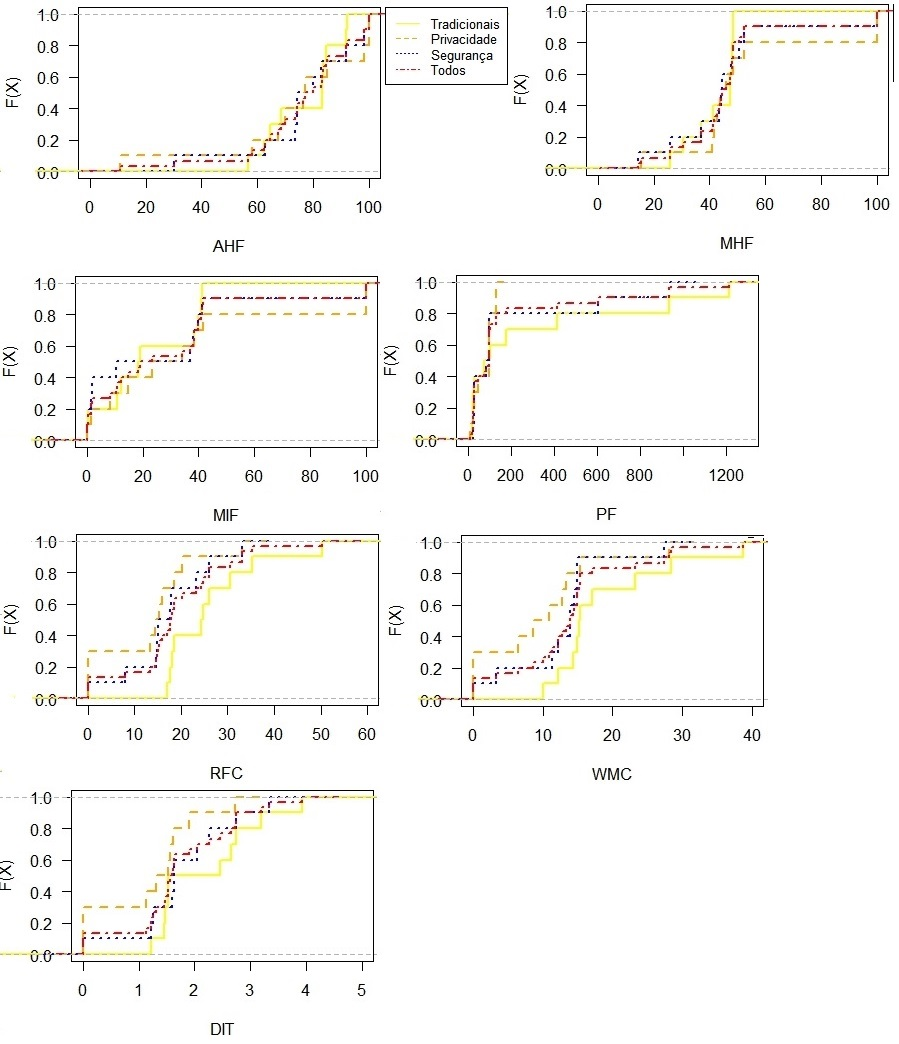 F(X)
1.0
0.8
0.6
0.4
0.2
0.0
0 20 40 60 80 100
AHF
Tradicionais
Privacidade
Segurança
Todos
F(X)
1.0
0.8
0.6
0.4
0.2
0.0
0 20 40 60 80 100
MHF
F(X)
1.0
0.8
0.6
0.4
0.2
0.0
0 20 40 60 80 100
MIF
F(X)
1.0
0.8
0.6
0.4
0.2
0.0
0 200 400 600 800 1200
PF
F(X)
1.0
0.8
0.6
0.4
0.2
0.0
0 10 20 30 40 50 60
RFC
F(X)
1.0
0.8
0.6
0.4
0.2
0.0
0 10 20 30 40
WMC
F(X)
1.0
0.8
0.6
0.4
0.2
0.0
0 1 2 3 4 5
DIT